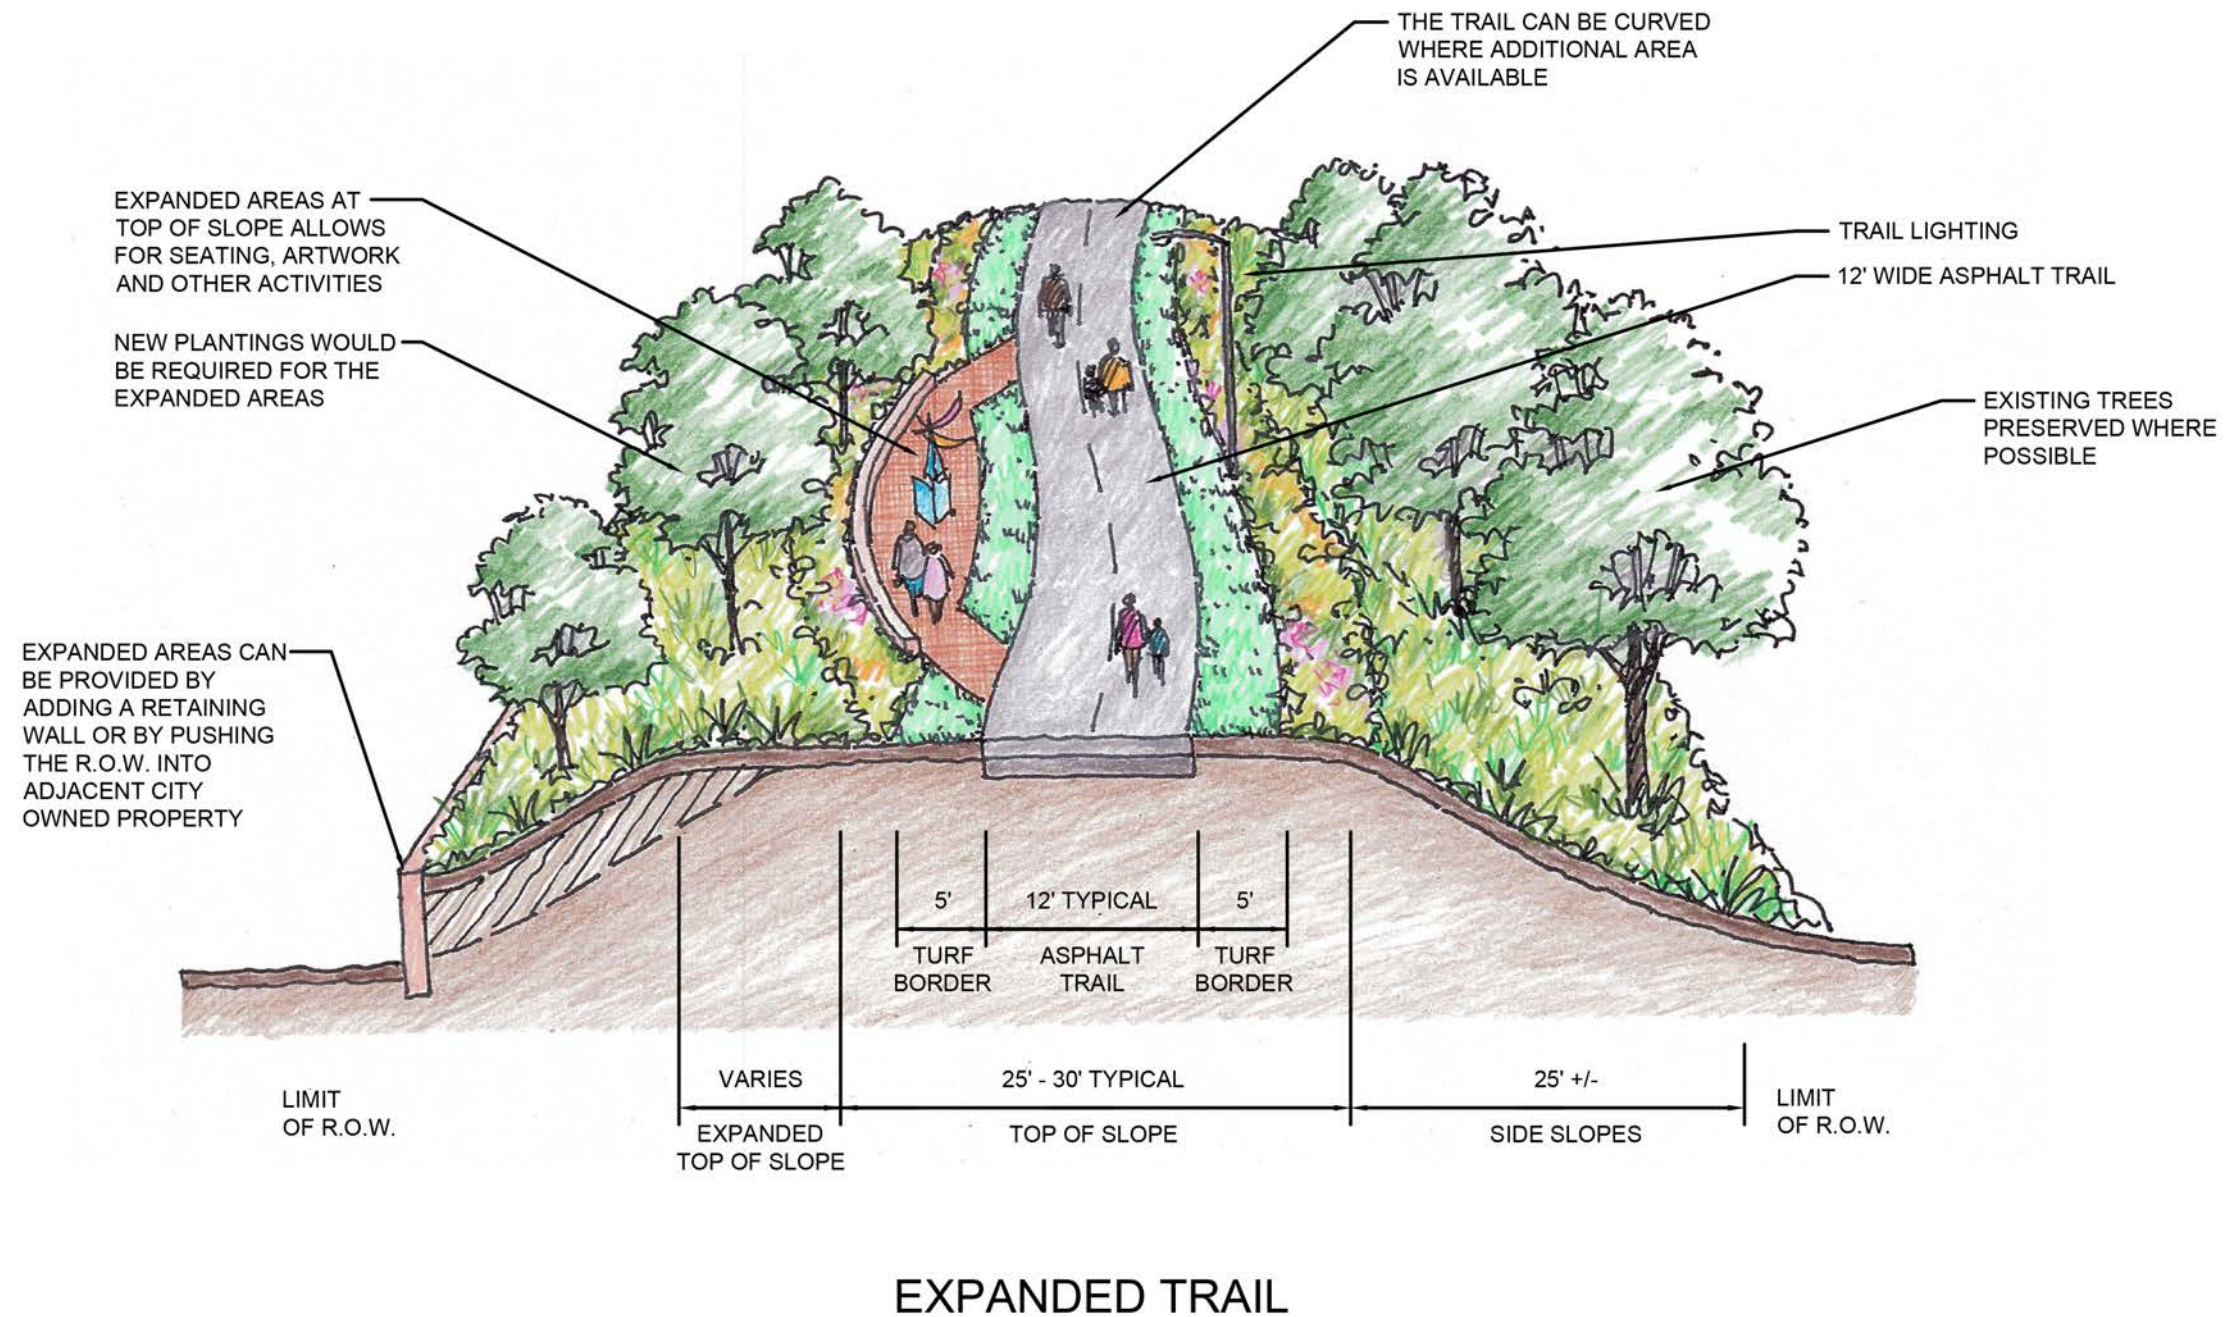 THE TRAIL CAN BE CURVED
WHERE ADDITIONAL AREA
IS AVAILABLE
EXPANDED AREAS AT
TOP OF SLOPE ALLOWS
FOR SEATING, ARTWORK
AND OTHER ACTIVITIES
TRAIL LIGHTING
12' WIDE ASPHALT TRAIL
NEW PLANTINGS WOULD
BE REQUIRED FOR THE
EXPANDED AREAS
EXISTING TREES
PRESERVED WHERE
POSSIBLE
EXPANDED AREAS CAN
BE PROVIDED BY
ADDING A RETAINING
WALL OR BY PUSHING
THE R.O.W. INTO
ADJACENT CITY
OWNED PROPERTY
5'
12' TYPICAL
5'
TURF
BORDER
ASPHALT
TRAIL
TURF
BORDER
LIMIT
OF R.O.W.
VARIES
EXPANDED
TOP OF SLOPE
25' - 30' TYPICAL
TOP OF SLOPE
25' +/-
SIDE SLOPES
LIMIT
OF R.O.W.
EXPANDED TRAIL